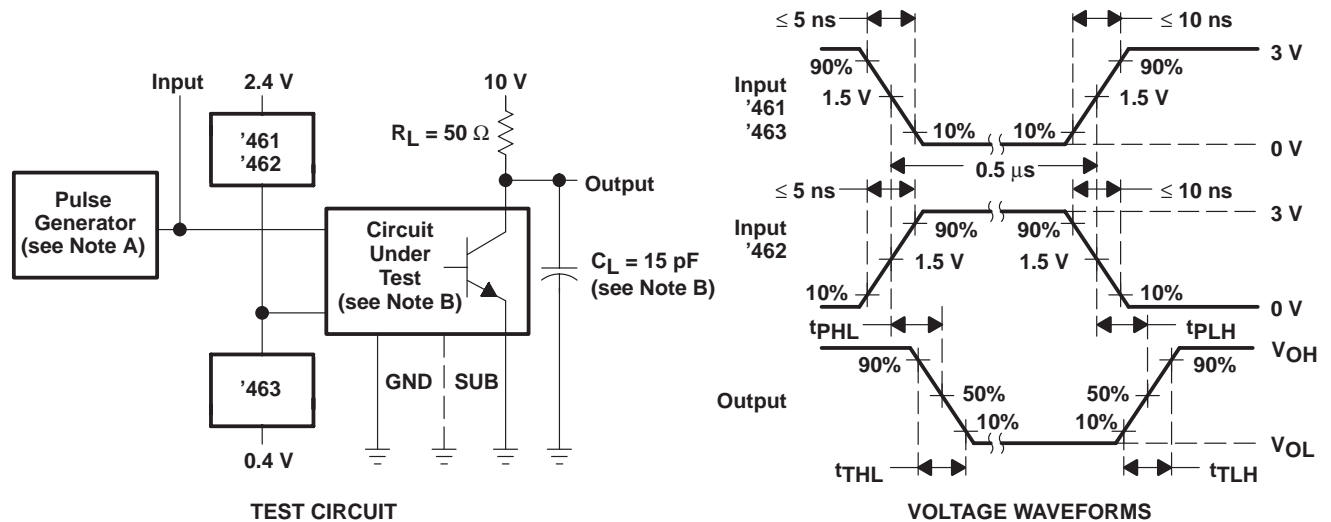 Input
2.4 V
'461
'462
Pulse
Generator
(see Note A)
'463
0.4 V
10 V
RL = 50 Ω
Output
Circuit
Under
Test
(see Note B)
CL = 15 pF
(see Note B)
GND
SUB
TEST CIRCUIT
≤ 5 ns
≤ 10 ns
Input
'461
'463
90%
90%
3 V
1.5 V
1.5 V
10%
10%
0 V
0.5 µs
≤ 5 ns
≤ 10 ns
Input
'462
3 V
90%
90%
1.5 V
1.5 V
10%
10%
0 V
tPHL
tPLH
Output
VOH
90%
90%
50%
50%
10%
10%
VOL
tTHL
tTLH
VOLTAGE WAVEFORMS